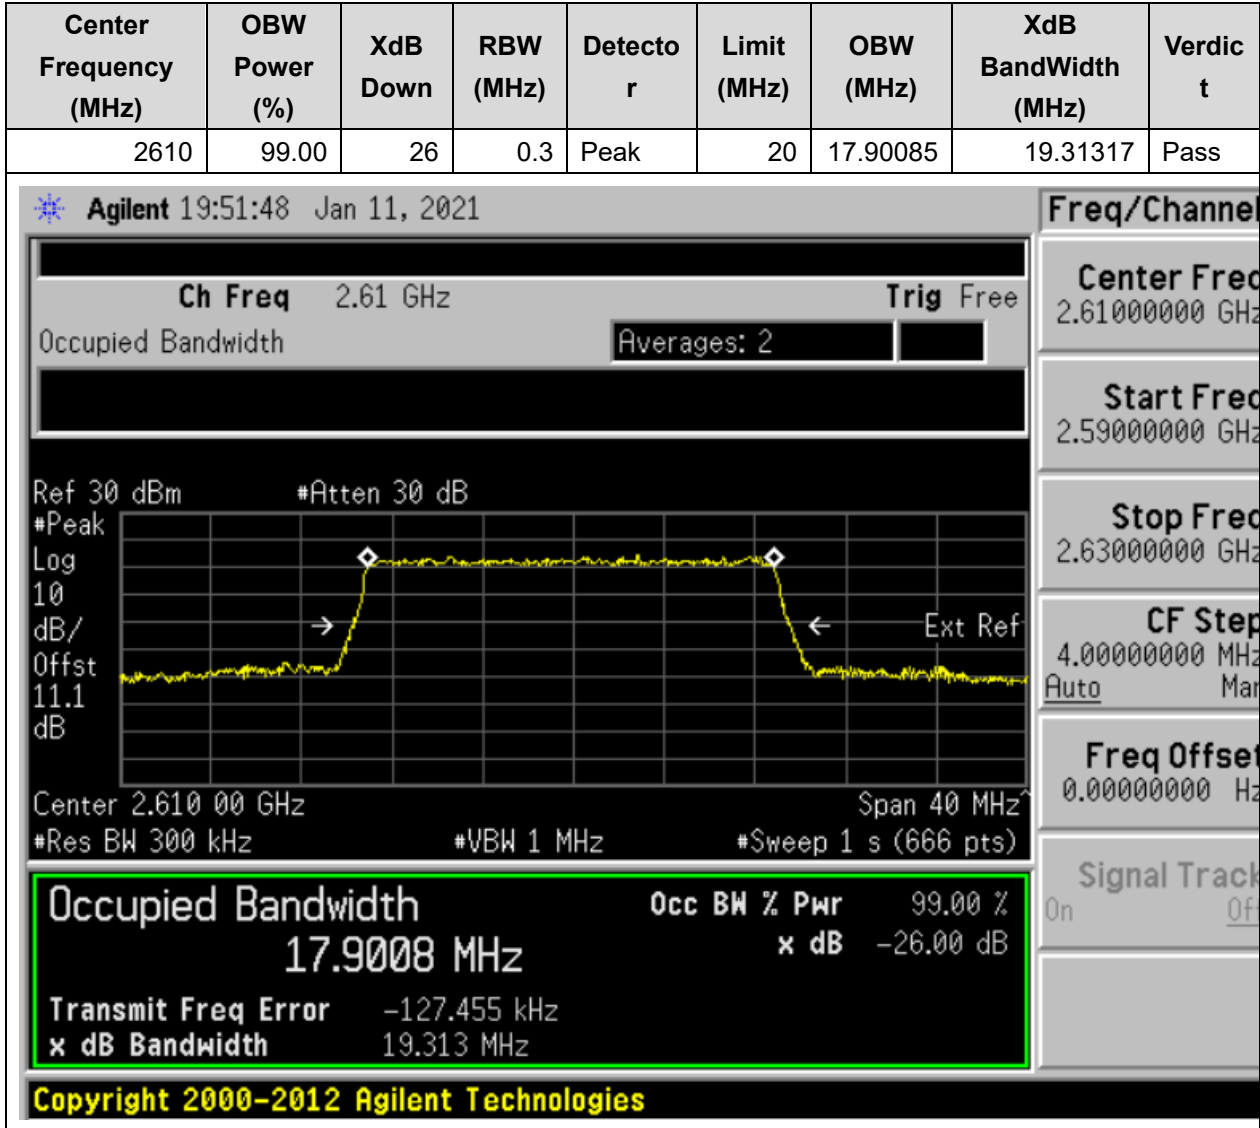 Center Frequency (MHz) OBW Power (%) XdB Down RBW (MHz) Detector Limit (MHz) OBW (MHz) XdB BandWidth (MHz) Verdict
2610 99.00 26 0.3 Peak 20 17.90085 19.31317 Pass
Agilent 19:51:48 Jan 11, 2021
Ch Freq 2.61 GHz Trig Free
Occupied Bandwidth Averages: 2
Ref 30 dBm #Atten 30 dB
#Peak
Log
10
dB/
Offst
11.1
dB
Ext Ref
Center 2.610 00 GHz Span 40 MHz^
#Res BW 300 kHz #VBW 1 MHz #Sweep 1 s (666 pts)
Occupied Bandwidth Occ BW % Pwr 99.00 %
17.9008 MHz x dB -26.00 dB
Transmit Freq Error -127.455 kHz
x dB Bandwidth 19.313 MHz
Copyright 2000-2012 Agilent Technologies
Freq/Channel
Center Freq
2.61000000 GHz
Start Freq
2.59000000 GHz
Stop Freq
2.63000000 GHz
CF Step
4.00000000 MHz
Auto Man
Freq Offset
0.00000000 Hz
Signal Track
On Off